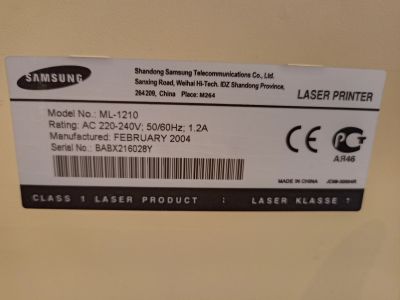 SAMSUNG
Shandong Samsung Telecommunications Co., Ltd.
Sanxing Road, Weihai Hi-Tech. IDZ Shandong Province,
264209, China Place: M264
LASER PRINTER
Model No.: ML-1210
Rating: AC 220-240V; 50/60Hz; 1.2A
Manufactured: FEBRUARY 2004
Serial No.: BABX216028Y
CE
РСТ
АЯ46
MADE IN CHINA
CLASS 1 LASER PRODUCT : LASER KLASSE 1